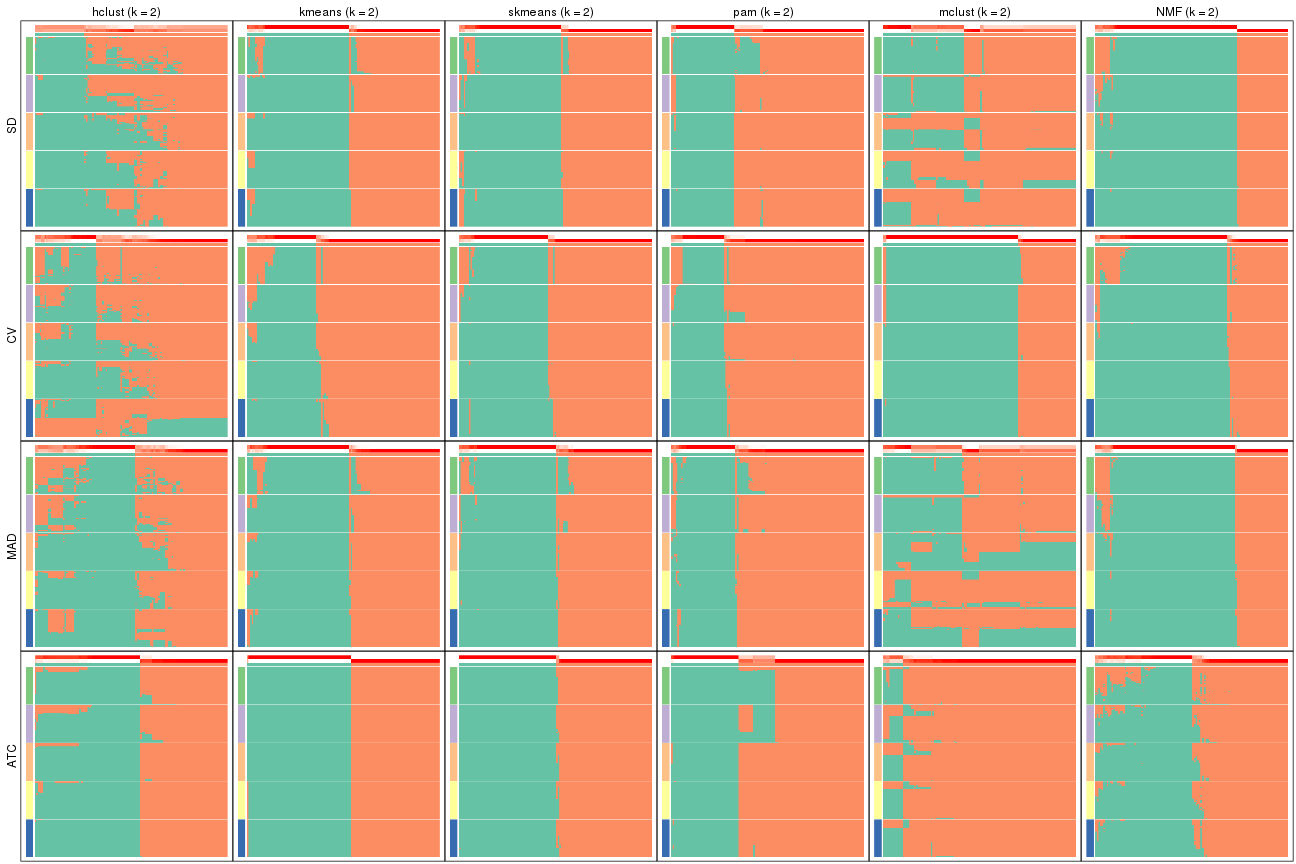 hclust (k = 2) kmeans (k = 2) skmeans (k = 2) pam (k = 2) mclust (k = 2) NMF (k = 2)
SD
CV
MAD
ATC